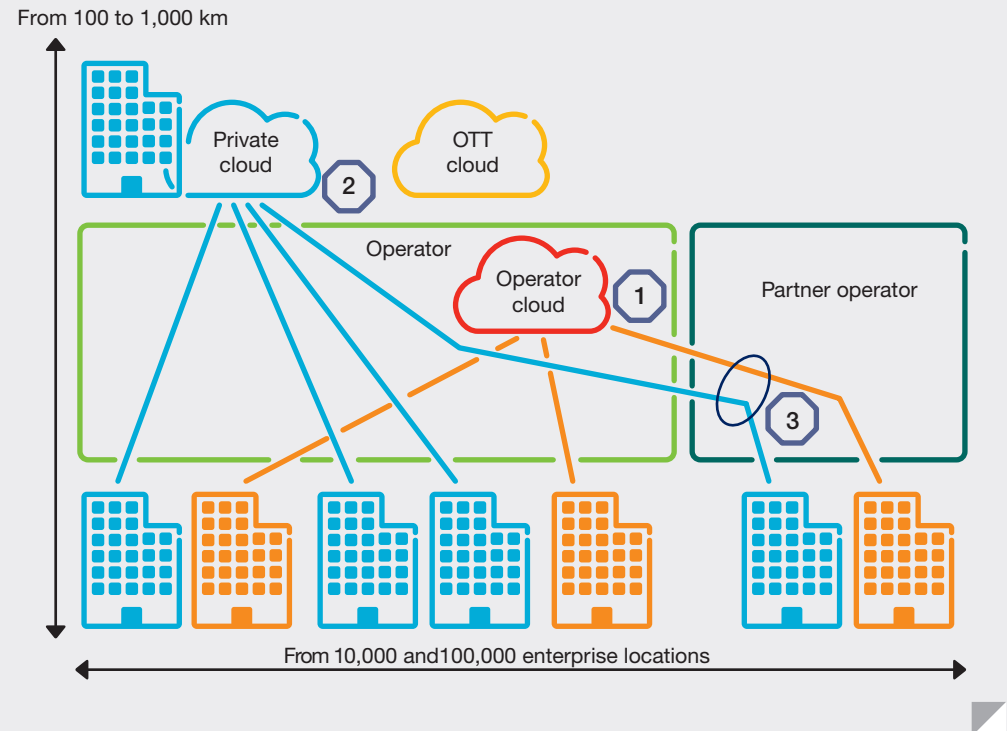 From 100 to 1,000 km
Private
cloud
OTT
cloud
2
Operator
Operator
cloud
1
Partner operator
3
From 10,000 and100,000 enterprise locations